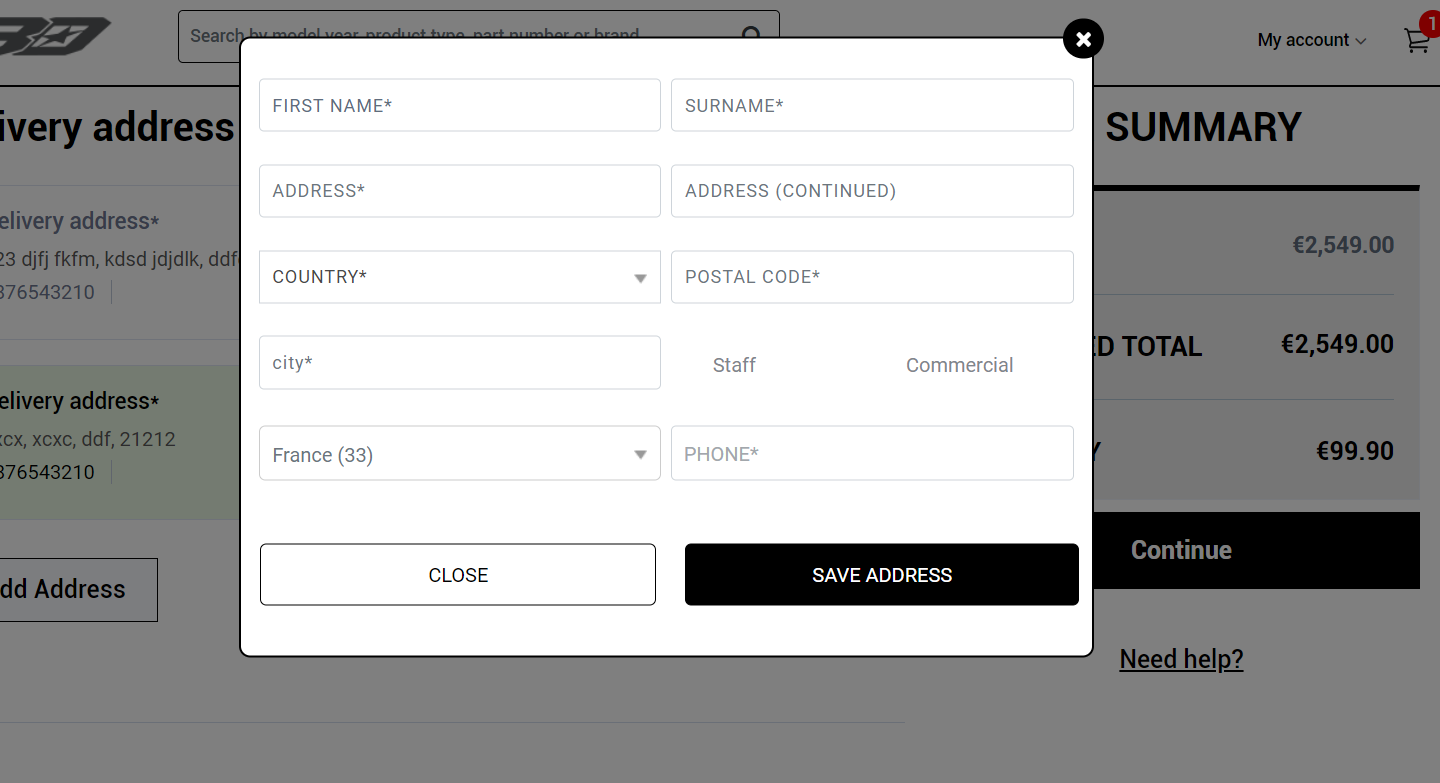 Search by model year, product type, part number or brand
My account
1
FIRST NAME*
SURNAME*
ADDRESS*
ADDRESS (CONTINUED)
COUNTRY*
POSTAL CODE*
city*
Staff
Commercial
France (33)
PHONE*
CLOSE
SAVE ADDRESS
ivery address
elivery address*
23 djfj fkfm, kdsd jdjdlk, ddf
376543210
elivery address*
xcx, xcxc, ddf, 21212
376543210
dd Address
SUMMARY
€2,549.00
ED TOTAL
€2,549.00
Y
€99.90
Continue
Need help?